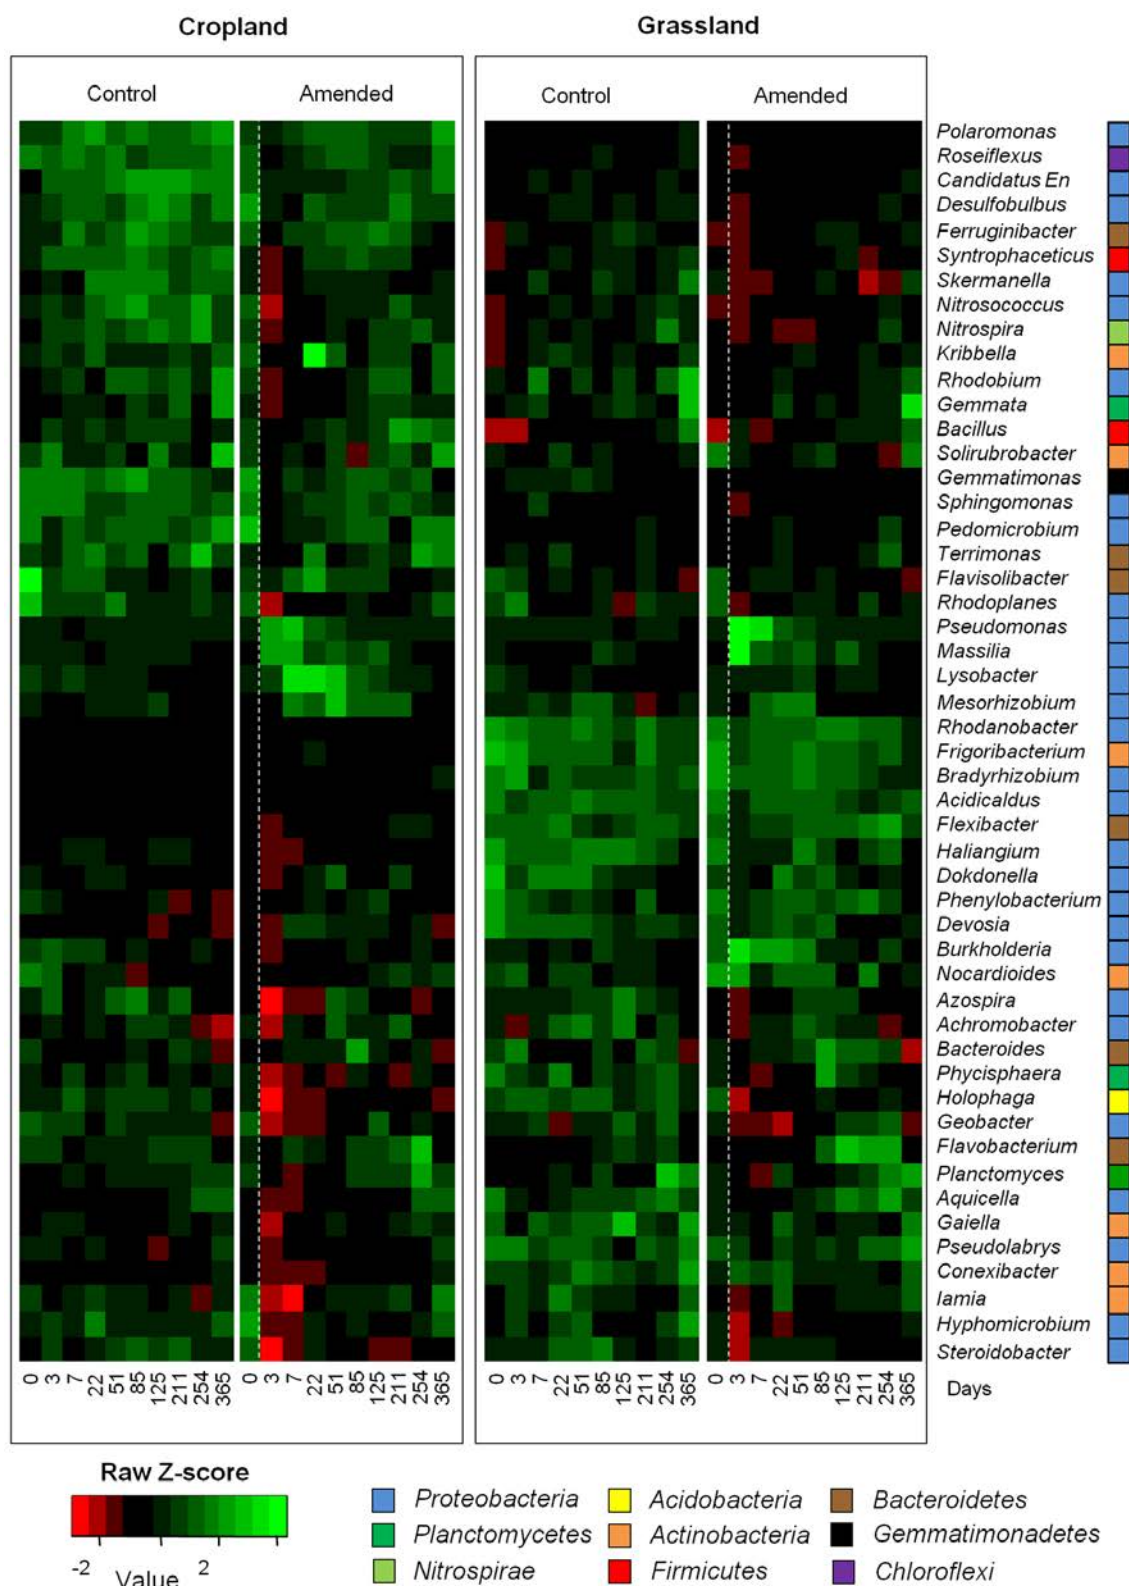 Cropland Grassland
Control Amended Control Amended
Polaromonas
Roseiflexus
Candidatus En
Desulfobulbus
Ferruginibacter
Syntrophaceticus
Skermanella
Nitrosococcus
Nitrospira
Kribbella
Rhodobium
Gemmata
Bacillus
Solirubrobacter
Gemmatimonas
Sphingomonas
Pedomicrobium
Terrimonas
Flavisolibacter
Rhodoplanes
Pseudomonas
Massilia
Lysobacter
Mesorhizobium
Rhodanobacter
Frigoribacterium
Bradyrhizobium
Acidicaldus
Flexibacter
Haliangium
Dokdonella
Phenylobacterium
Devosia
Burkholderia
Nocardioides
Azospira
Achromobacter
Bacteroides
Phycisphaera
Holophaga
Geobacter
Flavobacterium
Planctomyces
Aquicella
Gaiella
Pseudolabrys
Conexibacter
Iamia
Hyphomicrobium
Steroidobacter
0 3 7 22 51 85 125 211 254 365 0 3 7 22 51 85 125 211 254 365 0 3 7 22 51 85 125 211 254 365 0 3 7 22 51 85 125 211 254 365 Days
Raw Z-score
-2 2
Value
Proteobacteria Acidobacteria Bacteroidetes
Planctomycetes Actinobacteria Gemmatimonadetes
Nitrospirae Firmicutes Chloroflexi